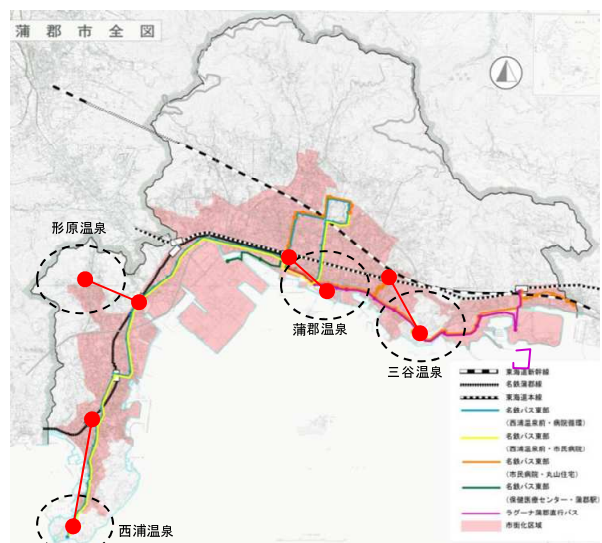 蒲郡市全図
形原温泉
蒲郡温泉
三谷温泉
西浦温泉
東海道新幹線
名鉄蒲郡線
東海道本線
名鉄バス東部
(西浦温泉前・病院循環)
名鉄バス東部
(西浦温泉前・市民病院)
名鉄バス東部
(市民病院・丸山住宅)
名鉄バス東部
(保健医療センター・蒲郡駅)
ラグーナ蒲郡直行バス
市街化区域